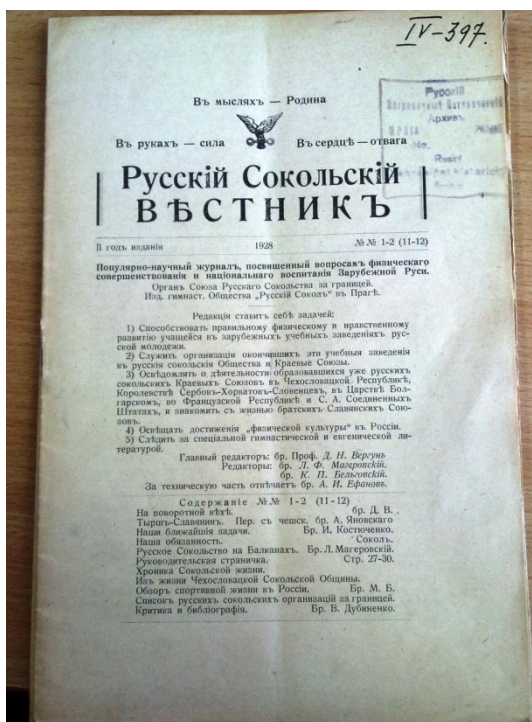 IV-397.
Русскій
Архивъ.
Въ мысляхъ — Родина
Въ рукахъ — сила
Въ сердцѣ — отвага
Русскій Сокольскій
ВѢСТНИКЪ
II годъ изданія 1928 №№ 1-2 (11-12)
Популярно-научный журналъ, посвященный вопросамъ физическаго
совершенствованія и національнаго воспитанія Зарубежной Руси.
Органъ Союза Русскаго Сокольства за границей.
Изд. гимнаст. Общества „Русскій Соколъ" въ Прагѣ.
Редакція ставитъ себѣ задачей:
1) Способствовать правильному физическому и нравственному
развитію учащейся въ зарубежныхъ учебныхъ заведеніяхъ рус-
ской молодежи.
2) Служить организаціи окончившихъ эти учебныя заведенія
въ русскія сокольскія Общества и Краевые Союзы.
3) Освѣдомлять о дѣятельности образовавшихся уже русскихъ
сокольскихъ Краевыхъ Союзовъ въ Чехословацкой Республикѣ,
Королевствѣ Сербовъ-Хорватовъ-Словенцевъ, въ Царствѣ Бол-
гарскомъ, во Французской Республикѣ и С. А. Соединенныхъ
Штатахъ, и знакомить съ жизнью братскихъ Славянскихъ Сою-
зовъ.
4) Освѣщать достиженія „физической культуры" въ Россіи.
5) Слѣдить за спеціальной гимнастической и евгенической ли-
тературой.
Главный редакторъ: бр. Проф. Д. Н. Вергунъ
Редакторы: бр. Л. Ф. Магеровскій.
бр. К. П. Бельговскій.
За техническую часть отвѣчаетъ бр. А. И. Ефановъ.
Содержаніе №№ 1-2 (11-12)
На поворотной вѣхѣ. бр. Д. В.
Тыршъ-Славянинъ. Пер. съ чешск. бр. А. Яновскаго
Наши ближайшія задачи. Бр. И. Костюченко.
Наша обязанность. Соколъ.
Русское Сокольство на Балканахъ. Бр. Л. Магеровскій.
Руководительская страничка. Стр. 27-30.
Хроника Сокольской жизни.
Изъ жизни Чехословацкой Сокольской Общины.
Обзоръ спортивной жизни въ Россіи. Бр. М. Б.
Списокъ русскихъ сокольскихъ организацій за границей.
Критика и библіографія. Бр. В. Дубиненко.